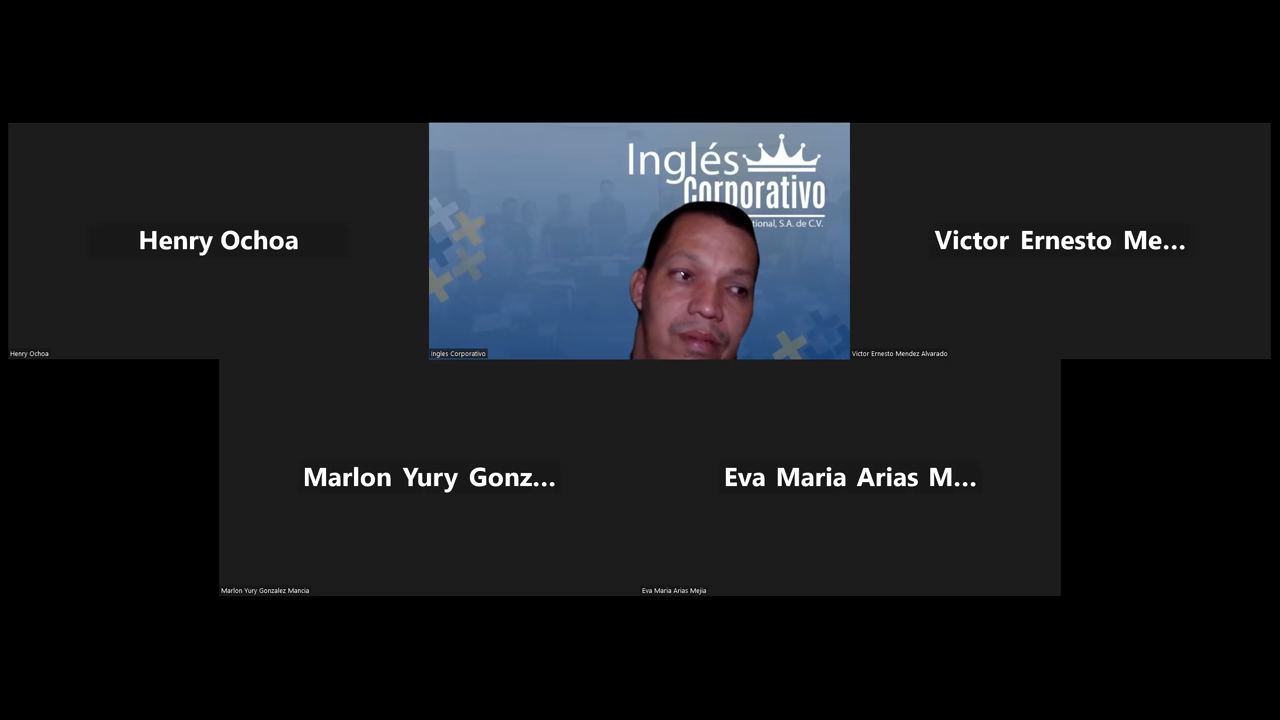 Inglés
Corporativo
tional, S.A. de C.V.
Henry Ochoa
Victor Ernesto Me...
Henry Ochoa
Ingles Corporativo
Victor Ernesto Mendez Alvarado
Marlon Yury Gonz...
Eva Maria Arias M...
Marlon Yury Gonzalez Mancia
Eva Maria Arias Mejia